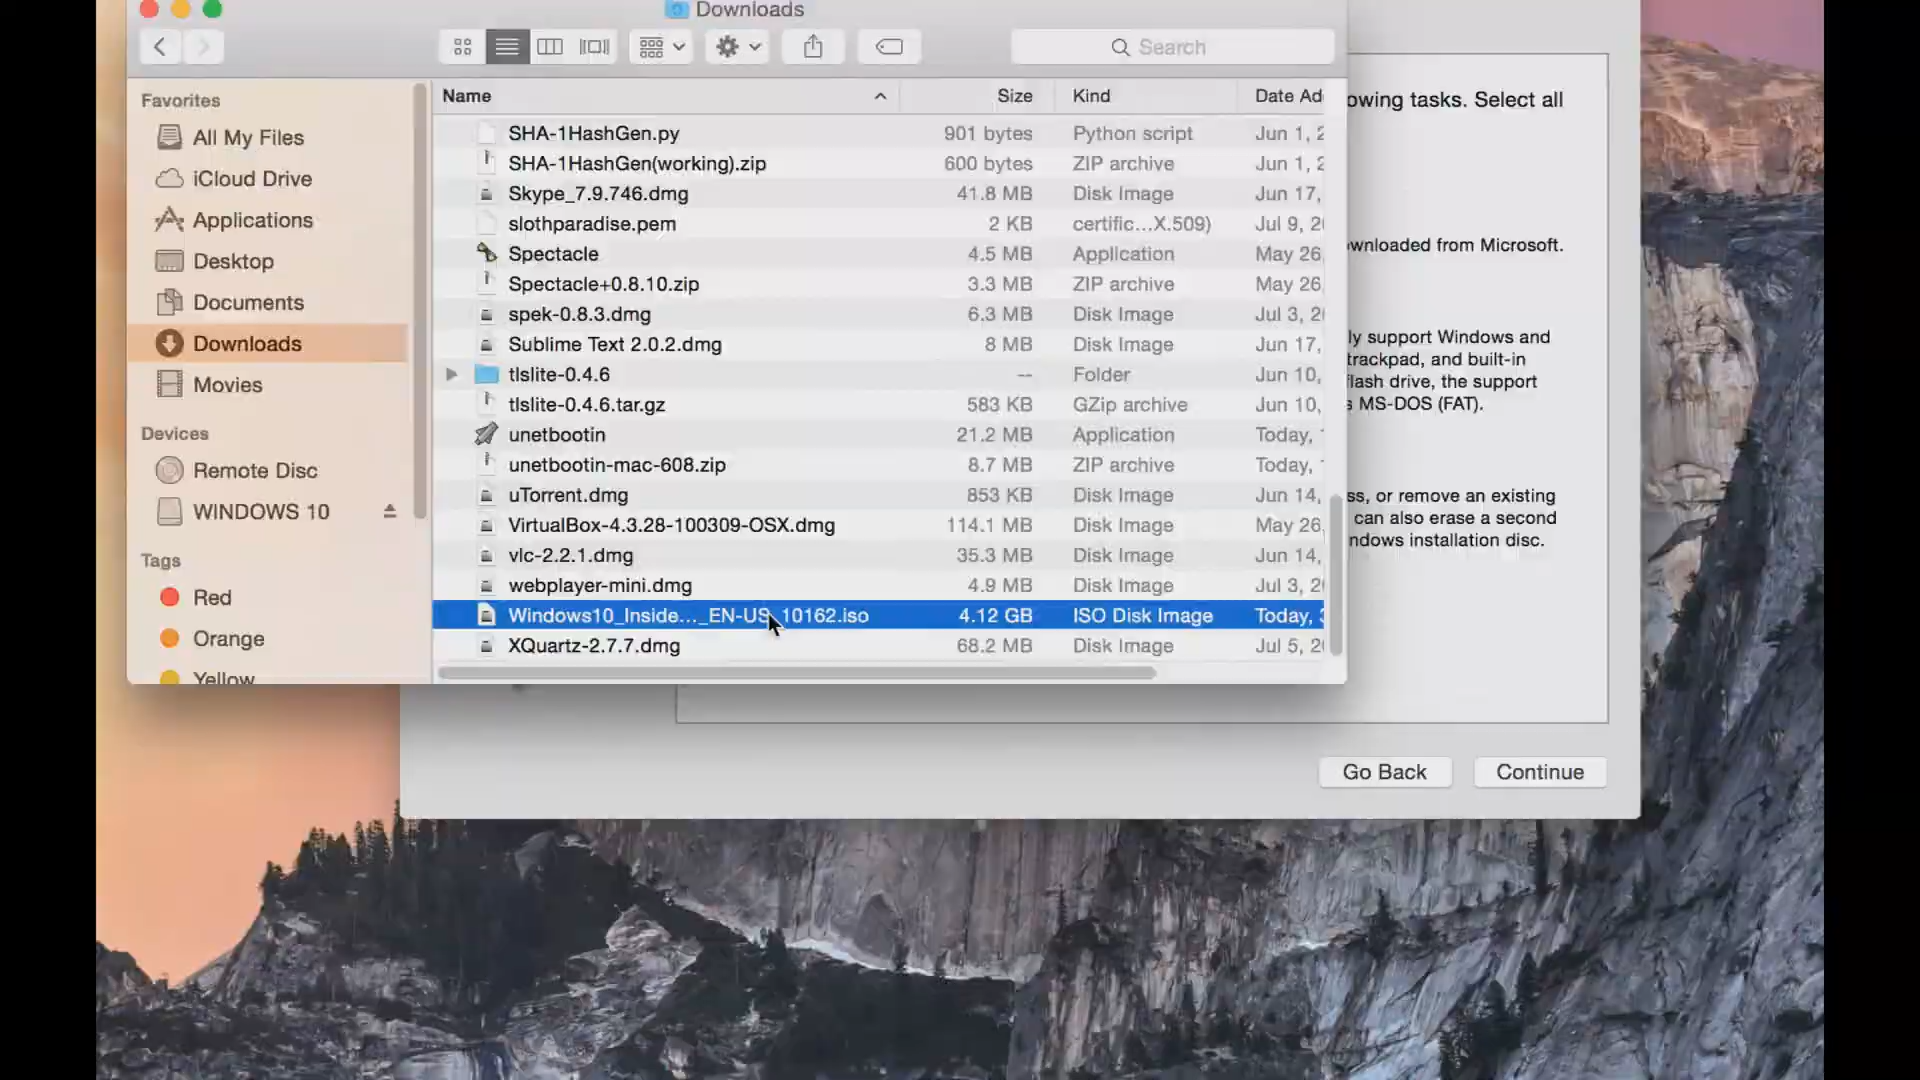 Downloads
Search
Favorites
All My Files
iCloud Drive
Applications
Desktop
Documents
Downloads
Movies
Devices
Remote Disc
WINDOWS 10
Tags
Red
Orange
Yellow
Name Size Kind Date Ad
SHA-1HashGen.py 901 bytes Python script Jun 1, 2
SHA-1HashGen(working).zip 600 bytes ZIP archive Jun 1, 2
Skype_7.9.746.dmg 41.8 MB Disk Image Jun 17,
slothparadise.pem 2 KB certific...X.509) Jul 9, 2
Spectacle 4.5 MB Application May 26,
Spectacle+0.8.10.zip 3.3 MB ZIP archive May 26,
spek-0.8.3.dmg 6.3 MB Disk Image Jul 3, 2
Sublime Text 2.0.2.dmg 8 MB Disk Image Jun 17,
tlslite-0.4.6 -- Folder Jun 10,
tlslite-0.4.6.tar.gz 583 KB GZip archive Jun 10,
unetbootin 21.2 MB Application Today,
unetbootin-mac-608.zip 8.7 MB ZIP archive Today,
uTorrent.dmg 853 KB Disk Image Jun 14,
VirtualBox-4.3.28-100309-OSX.dmg 114.1 MB Disk Image May 26,
vlc-2.2.1.dmg 35.3 MB Disk Image Jun 14,
webplayer-mini.dmg 4.9 MB Disk Image Jul 3, 2
Windows10_Inside..._EN-US_10162.iso 4.12 GB ISO Disk Image Today, 3
XQuartz-2.7.7.dmg 68.2 MB Disk Image Jul 5, 2
owing tasks. Select all
ownloaded from Microsoft.
ly support Windows and
trackpad, and built-in
flash drive, the support
s MS-DOS (FAT).
ss, or remove an existing
can also erase a second
ndows installation disc.
Go Back Continue